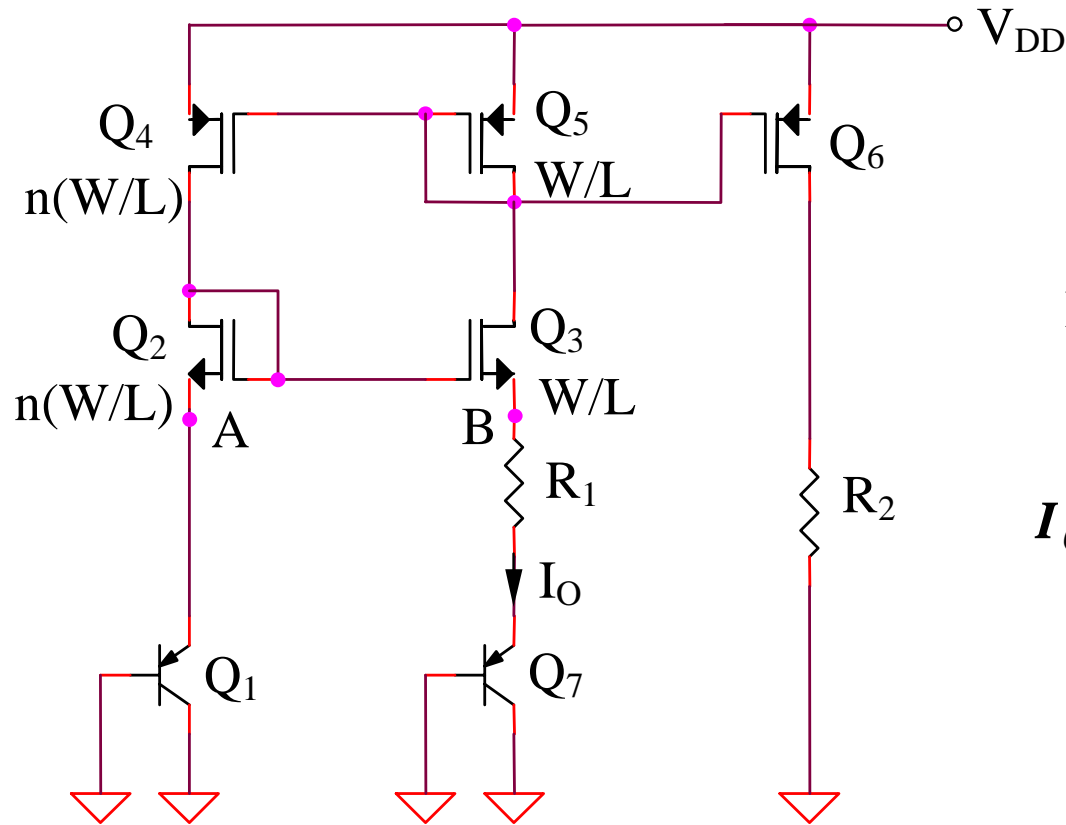 V_DD
Q_4
Q_5
Q_6
n(W/L)
W/L
Q_2
Q_3
n(W/L)
W/L
A
B
R_1
R_2
I_O
Q_1
Q_7